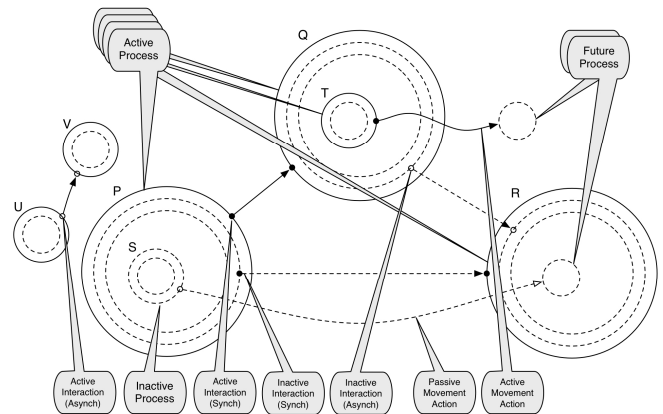 Active
Process
Q
Future
Process
T
V
P
R
U
S
Active
Interaction
(Asynch)
Inactive
Process
Active
Interaction
(Synch)
Inactive
Interaction
(Synch)
Inactive
Interaction
(Asynch)
Passive
Movement
Action
Active
Movement
Action